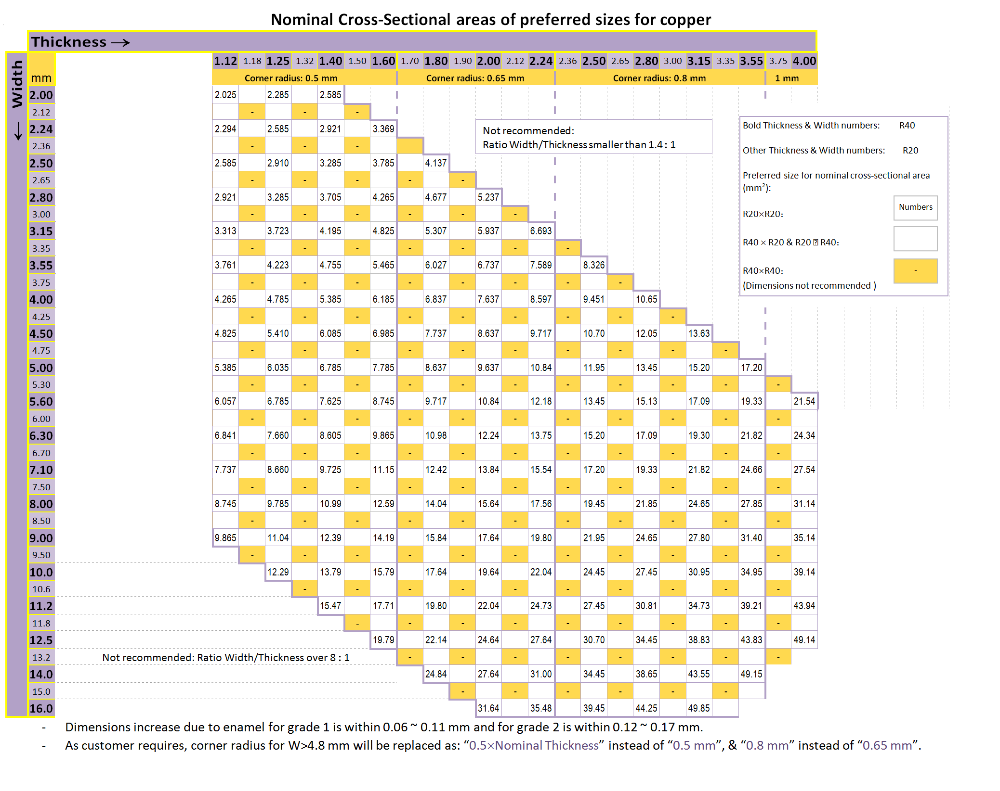 Nominal Cross-Sectional areas of preferred sizes for copper
Thickness →
Width →
mm
1.12 1.18 1.25 1.32 1.40 1.50 1.60 1.70 1.80 1.90 2.00 2.12 2.24 2.36 2.50 2.65 2.80 3.00 3.15 3.35 3.55 3.75 4.00
Corner radius: 0.5 mm Corner radius: 0.65 mm Corner radius: 0.8 mm 1 mm
2.00 2.025 2.285 2.585
2.12 - - -
2.24 2.294 2.585 2.921 3.369
2.36 - - - -
2.50 2.585 2.910 3.285 3.785 4.137
2.65 - - - - -
2.80 2.921 3.285 3.705 4.265 4.677 5.237
3.00 - - - - - -
3.15 3.313 3.723 4.195 4.825 5.307 5.937 6.693
3.35 - - - - - - -
3.55 3.761 4.223 4.755 5.465 6.027 6.737 7.589 8.326
3.75 - - - - - - - -
4.00 4.265 4.785 5.385 6.185 6.837 7.637 8.597 9.451 10.65
4.25 - - - - - - - - -
4.50 4.825 5.410 6.085 6.985 7.737 8.637 9.717 10.70 12.05 13.63
4.75 - - - - - - - - - -
5.00 5.385 6.035 6.785 7.785 8.637 9.637 10.84 11.95 13.45 15.20 17.20
5.30 - - - - - - - - - - -
5.60 6.057 6.785 7.625 8.745 9.717 10.84 12.18 13.45 15.13 17.09 19.33 21.54
6.00 - - - - - - - - - - -
6.30 6.841 7.660 8.605 9.865 10.98 12.24 13.75 15.20 17.09 19.30 21.82 24.34
6.70 - - - - - - - - - - -
7.10 7.737 8.660 9.725 11.15 12.42 13.84 15.54 17.20 19.33 21.82 24.66 27.54
7.50 - - - - - - - - - - -
8.00 8.745 9.785 10.99 12.59 14.04 15.64 17.56 19.45 21.85 24.65 27.85 31.14
8.50 - - - - - - - - - - -
9.00 9.865 11.04 12.39 14.19 15.84 17.64 19.80 21.95 24.65 27.80 31.40 35.14
9.50 - - - - - - - - - - -
10.0 12.29 13.79 15.79 17.64 19.64 22.04 24.45 27.45 30.95 34.95 39.14
10.6 - - - - - - - - - -
11.2 15.47 17.71 19.80 22.04 24.73 27.45 30.81 34.73 39.21 43.94
11.8 - - - - - - - - -
12.5 19.79 22.14 24.64 27.64 30.70 34.45 38.83 43.83 49.14
13.2 Not recommended: Ratio Width/Thickness over 8 : 1 - - - - - - - -
14.0 24.84 27.64 31.00 34.45 38.65 43.55 49.15
15.0 - - - - - -
16.0 31.64 35.48 39.45 44.25 49.85
Not recommended:
Ratio Width/Thickness smaller than 1.4 : 1
Bold Thickness & Width numbers: R40
Other Thickness & Width numbers: R20
Preferred size for nominal cross-sectional area
(mm²):
R20×R20: Numbers
R40 × R20 & R20 ⍰ R40:
R40×R40: -
(Dimensions not recommended )
- Dimensions increase due to enamel for grade 1 is within 0.06 ~ 0.11 mm and for grade 2 is within 0.12 ~ 0.17 mm.
- As customer requires, corner radius for W>4.8 mm will be replaced as: “0.5×Nominal Thickness” instead of “0.5 mm”, & “0.8 mm” instead of “0.65 mm”.